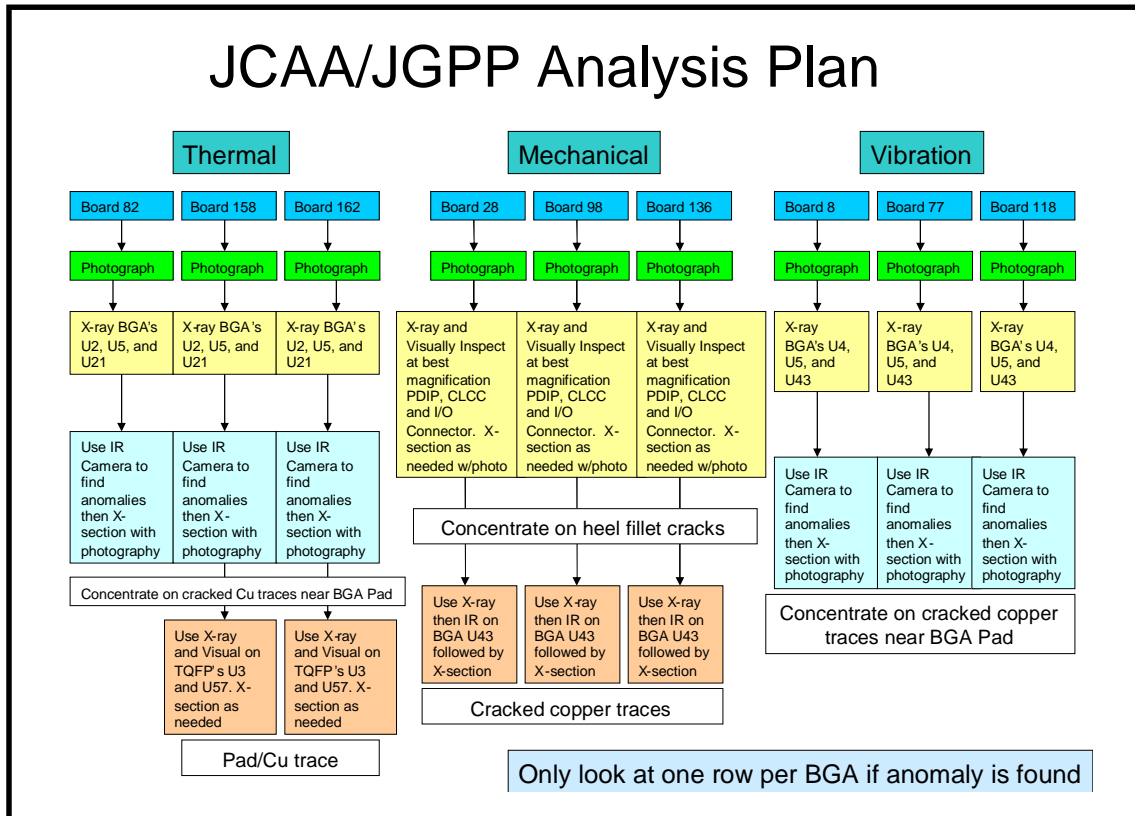 JCAA/JGPP Analysis Plan
Thermal
Mechanical
Vibration
Board 82
Board 158
Board 162
Board 28
Board 98
Board 136
Board 8
Board 77
Board 118
Photograph
Photograph
Photograph
Photograph
Photograph
Photograph
Photograph
Photograph
Photograph
X-ray BGA's
U2, U5, and
U21
X-ray BGA's
U2, U5, and
U21
X-ray BGA's
U2, U5, and
U21
X-ray and
Visually Inspect
at best
magnification
PDIP, CLCC
and I/O
Connector. X-
section as
needed w/photo
X-ray and
Visually Inspect
at best
magnification
PDIP, CLCC
and I/O
Connector. X-
section as
needed w/photo
X-ray and
Visually Inspect
at best
magnification
PDIP, CLCC
and I/O
Connector. X-
section as
needed w/photo
X-ray
BGA's U4,
U5, and
U43
X-ray
BGA's U4,
U5, and
U43
X-ray
BGA's U4,
U5, and
U43
Use IR
Camera to
find
anomalies
then X-
section with
photography
Use IR
Camera to
find
anomalies
then X-
section with
photography
Use IR
Camera to
find
anomalies
then X-
section with
photography
Concentrate on heel fillet cracks
Use IR
Camera to
find
anomalies
then X-
section with
photography
Use IR
Camera to
find
anomalies
then X-
section with
photography
Use IR
Camera to
find
anomalies
then X-
section with
photography
Concentrate on cracked Cu traces near BGA Pad
Use X-ray
then IR on
BGA U43
followed by
X-section
Use X-ray
then IR on
BGA U43
followed by
X-section
Use X-ray
then IR on
BGA U43
followed by
X-section
Concentrate on cracked copper
traces near BGA Pad
Use X-ray
and Visual on
TQFP's U3
and U57. X-
section as
needed
Use X-ray
and Visual on
TQFP's U3
and U57. X-
section as
needed
Cracked copper traces
Pad/Cu trace
Only look at one row per BGA if anomaly is found